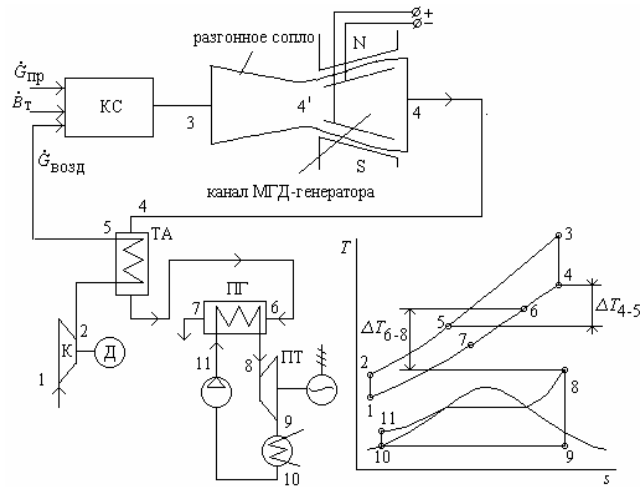 разгонное сопло
N
+
−
Ġпр
Ḃт
Ġвозд
КС
3
4'
4
S
канал МГД-генератора
4
5
ТА
ПГ
7
6
2
К
Д
1
11
8
ПТ
9
10
T
3
4
5
6
7
ΔT6-8
ΔT4-5
2
1
11
10
8
9
s